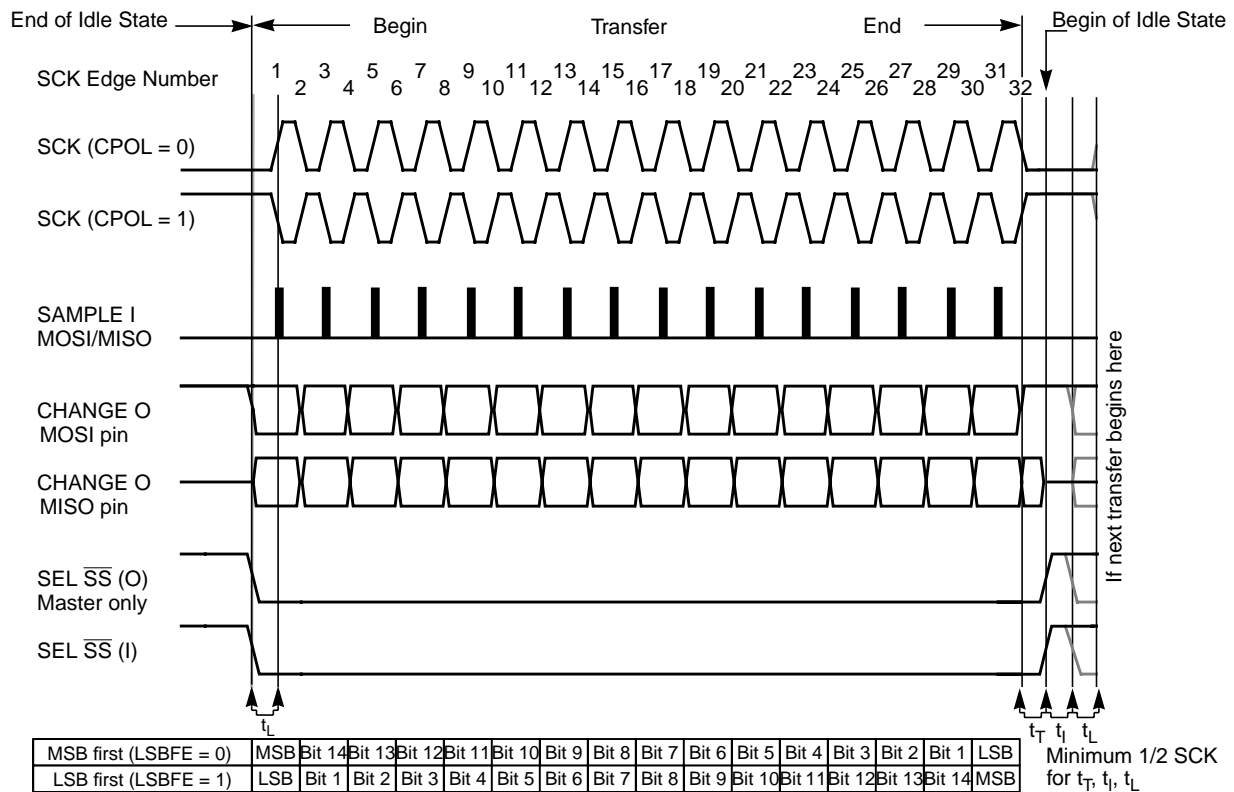 End of Idle State
Begin
Transfer
End
Begin of Idle State
SCK Edge Number
1 3 5 7 9 11 13 15 17 19 21 23 25 27 29 31
2 4 6 8 10 12 14 16 18 20 22 24 26 28 30 32
SCK (CPOL = 0)
SCK (CPOL = 1)
SAMPLE I
MOSI/MISO
CHANGE O
MOSI pin
CHANGE O
MISO pin
SEL S̅S̅ (O)
Master only
SEL S̅S̅ (I)
If next transfer begins here
tL
tT tI tL
MSB first (LSBFE = 0) MSB Bit 14 Bit 13 Bit 12 Bit 11 Bit 10 Bit 9 Bit 8 Bit 7 Bit 6 Bit 5 Bit 4 Bit 3 Bit 2 Bit 1 LSB
LSB first (LSBFE = 1) LSB Bit 1 Bit 2 Bit 3 Bit 4 Bit 5 Bit 6 Bit 7 Bit 8 Bit 9 Bit 10 Bit 11 Bit 12 Bit 13 Bit 14 MSB
Minimum 1/2 SCK
for tT, tI, tL